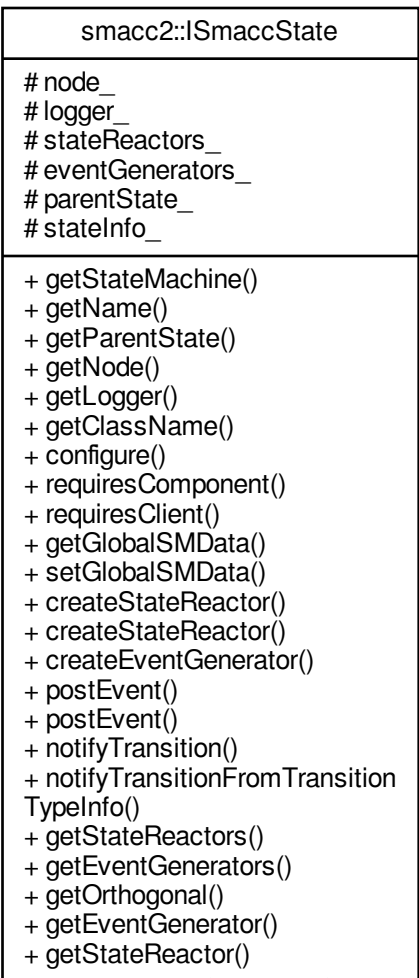 smacc2::ISmaccState
# node_
# logger_
# stateReactors_
# eventGenerators_
# parentState_
# stateInfo_
+ getStateMachine()
+ getName()
+ getParentState()
+ getNode()
+ getLogger()
+ getClassName()
+ configure()
+ requiresComponent()
+ requiresClient()
+ getGlobalSMData()
+ setGlobalSMData()
+ createStateReactor()
+ createStateReactor()
+ createEventGenerator()
+ postEvent()
+ postEvent()
+ notifyTransition()
+ notifyTransitionFromTransition
TypeInfo()
+ getStateReactors()
+ getEventGenerators()
+ getOrthogonal()
+ getEventGenerator()
+ getStateReactor()